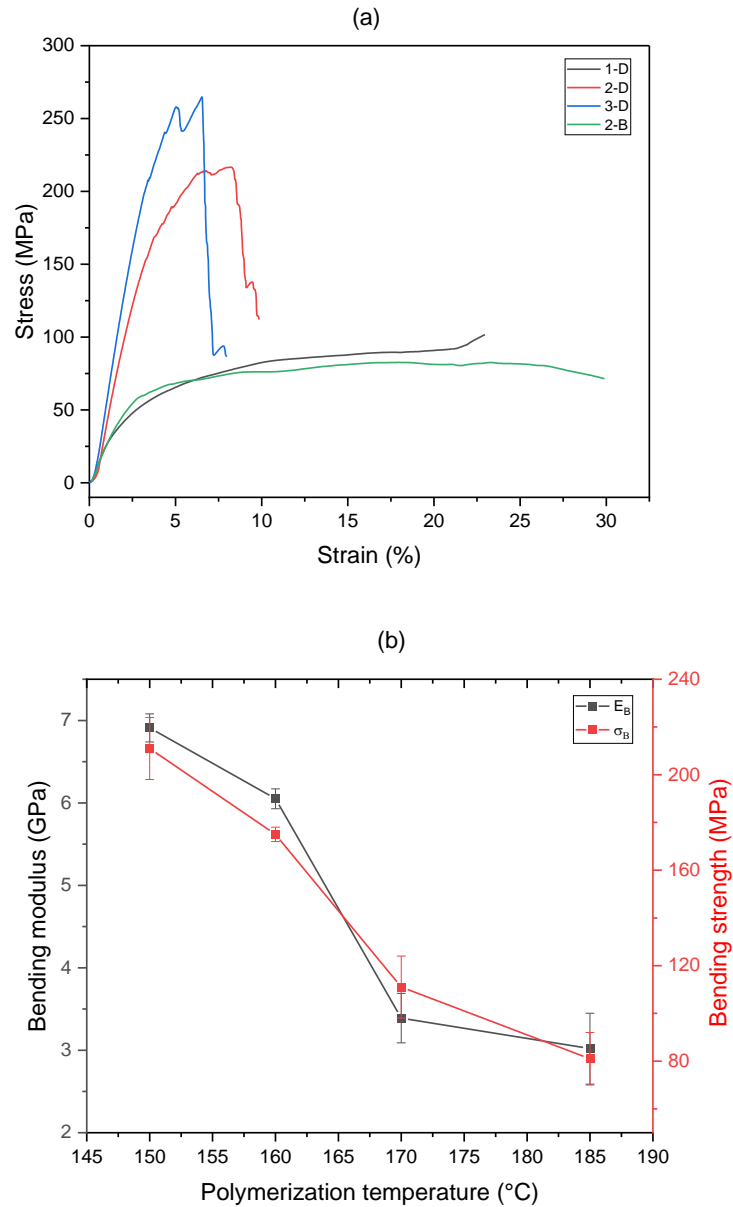 (a)
300
250
200
150
100
50
0
Stress (MPa)
1-D
2-D
3-D
2-B
0 5 10 15 20 25 30
Strain (%)
(b)
7
6
5
4
3
2
Bending modulus (GPa)
E_B
σ_B
240
200
160
120
80
Bending strength (MPa)
145 150 155 160 165 170 175 180 185 190
Polymerization temperature (°C)